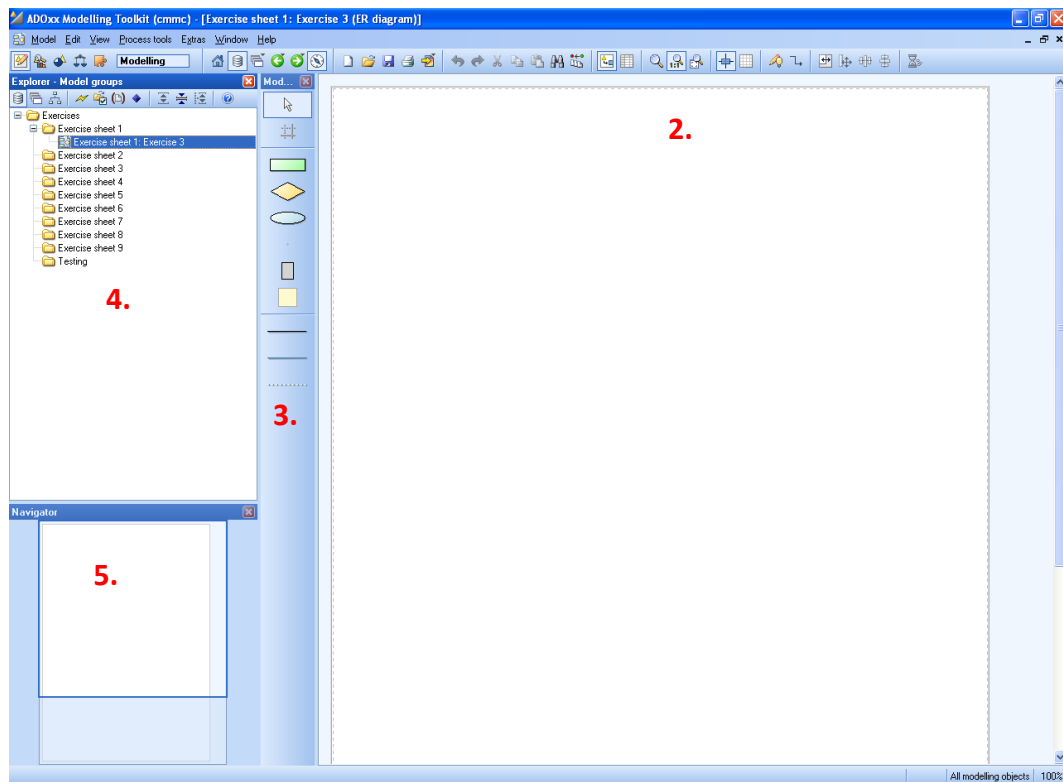 ADOxx Modelling Toolkit (cmmc) - [Exercise sheet 1: Exercise 3 (ER diagram)]
Model Edit View Process tools Extras Window Help
Modelling
Explorer - Model groups
Mod...
Exercises
Exercise sheet 1
Exercise sheet 1: Exercise 3
Exercise sheet 2
Exercise sheet 3
Exercise sheet 4
Exercise sheet 5
Exercise sheet 6
Exercise sheet 7
Exercise sheet 8
Exercise sheet 9
Testing
2.
4.
3.
Navigator
5.
All modelling objects 100%